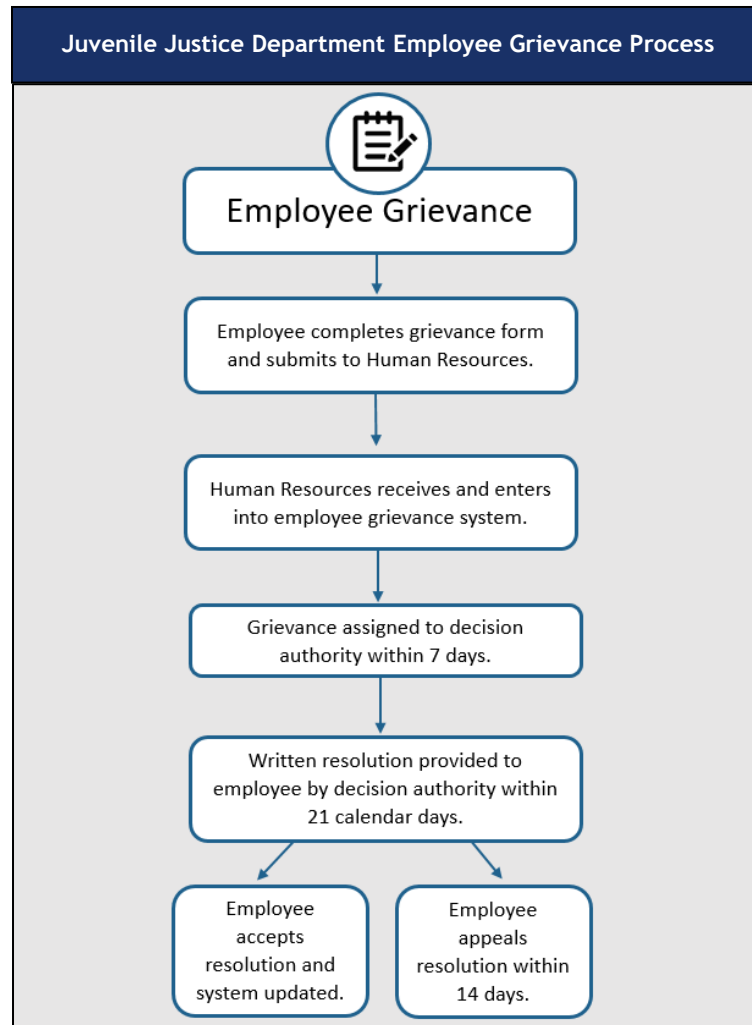 Juvenile Justice Department Employee Grievance Process
Employee Grievance
Employee completes grievance form
and submits to Human Resources.
Human Resources receives and enters
into employee grievance system.
Grievance assigned to decision
authority within 7 days.
Written resolution provided to
employee by decision authority within
21 calendar days.
Employee
accepts
resolution and
system updated.
Employee
appeals
resolution within
14 days.